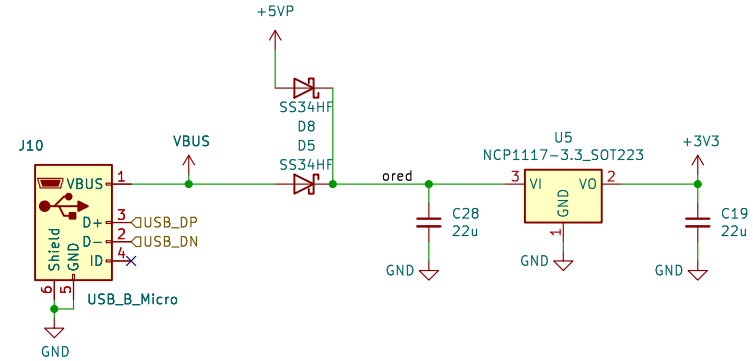 +5VP
SS34HF
D8
D5
SS34HF
J10
VBUS
ored
U5
NCP1117-3.3_SOT223
+3V3
1
VBUS
3
VI
VO
2
GND
1
D+
3
USB_DP
D-
2
USB_DN
ID
4
Shield
GND
6
5
USB_B_Micro
GND
C28
22u
GND
GND
C19
22u
GND